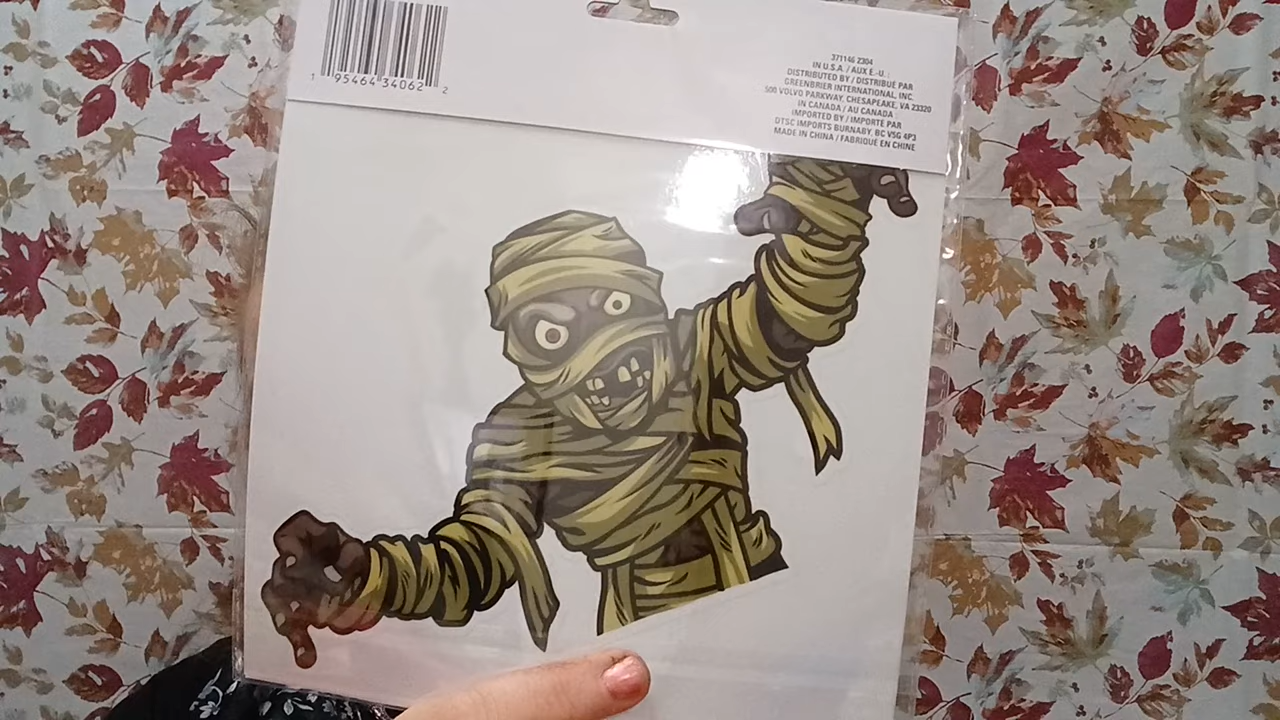 1 95464 34062 2
371146 2304
IN U.S.A. / AUX E.-U. :
DISTRIBUTED BY / DISTRIBUÉ PAR
GREENBRIER INTERNATIONAL, INC.
500 VOLVO PARKWAY, CHESAPEAKE, VA 23320
IN CANADA / AU CANADA :
IMPORTED BY / IMPORTÉ PAR
DTSC IMPORTS BURNABY, BC V5G 4P3
MADE IN CHINA / FABRIQUÉ EN CHINE